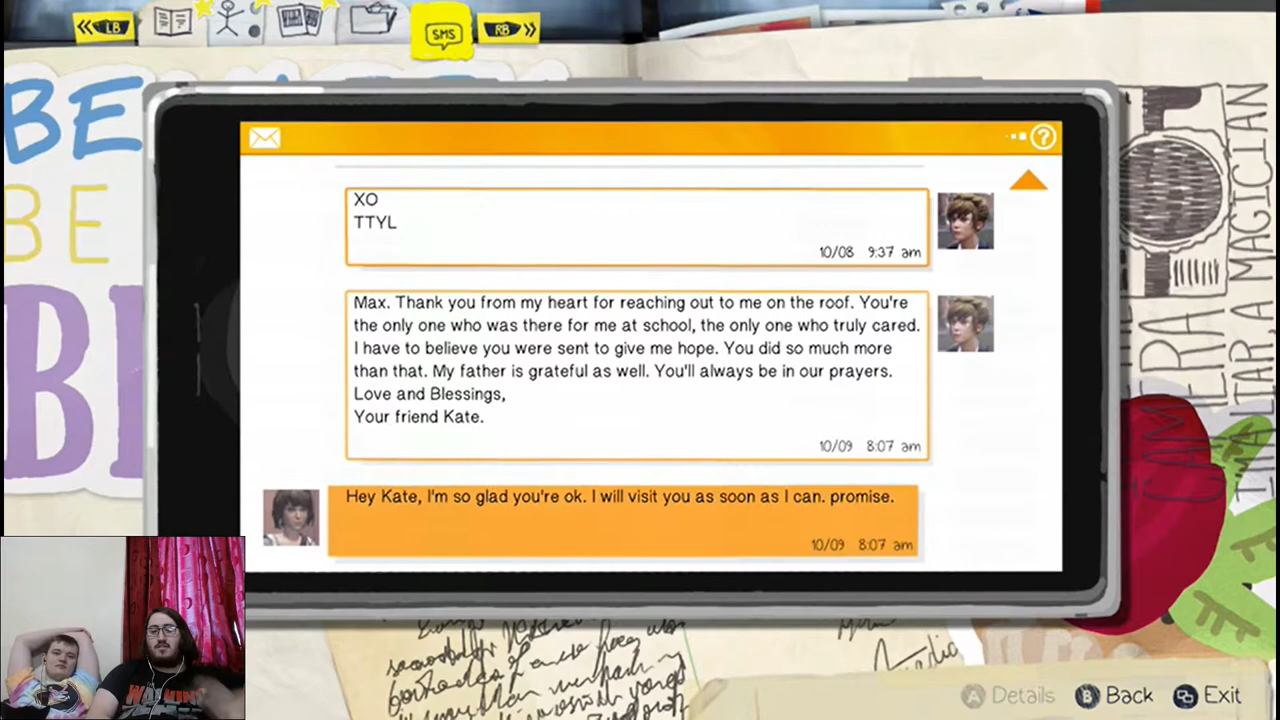 LB
SMS
RB
BE
BE
?
XO
TTYL
10/08 9:37 am
Max. Thank you from my heart for reaching out to me on the roof. You're
the only one who was there for me at school, the only one who truly cared.
I have to believe you were sent to give me hope. You did so much more
than that. My father is grateful as well. You'll always be in our prayers.
Love and Blessings,
Your friend Kate.
10/09 8:07 am
Hey Kate, I'm so glad you're ok. I will visit you as soon as I can. promise.
10/09 8:07 am
CAMERA
MAGICIAN
A Details B Back Exit